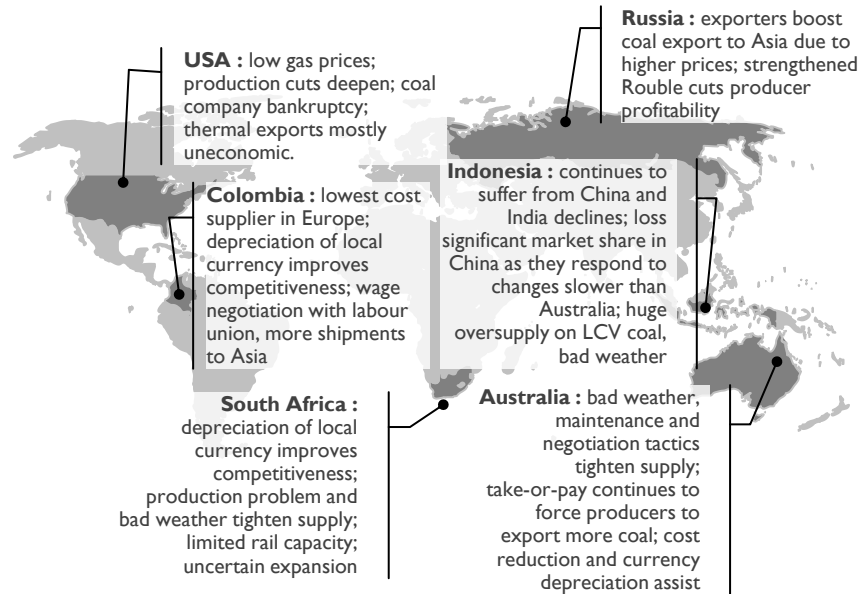 USA : low gas prices;
production cuts deepen; coal
company bankruptcy;
thermal exports mostly
uneconomic.
Russia : exporters boost
coal export to Asia due to
higher prices; strengthened
Rouble cuts producer
profitability
Colombia : lowest cost
supplier in Europe;
depreciation of local
currency improves
competitiveness; wage
negotiation with labour
union, more shipments
to Asia
Indonesia : continues to
suffer from China and
India declines; loss
significant market share in
China as they respond to
changes slower than
Australia; huge
oversupply on LCV coal,
bad weather
South Africa :
depreciation of local
currency improves
competitiveness;
production problem and
bad weather tighten supply;
limited rail capacity;
uncertain expansion
Australia : bad weather,
maintenance and
negotiation tactics
tighten supply;
take-or-pay continues to
force producers to
export more coal; cost
reduction and currency
depreciation assist